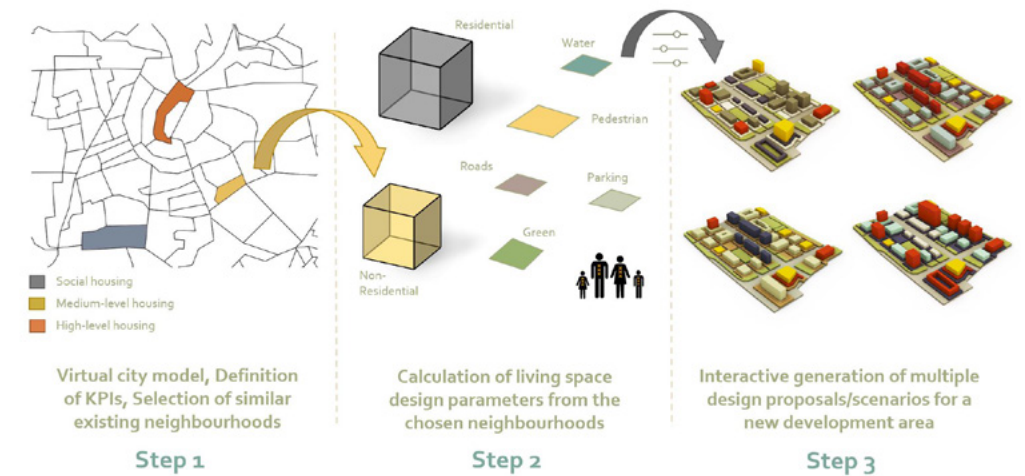 Residential
Water
Pedestrian
Roads
Parking
Green
Non-
Residential
Social housing
Medium-level housing
High-level housing
Virtual city model, Definition
of KPIs, Selection of similar
existing neighbourhoods
Step 1
Calculation of living space
design parameters from the
chosen neighbourhoods
Step 2
Interactive generation of multiple
design proposals/scenarios for a
new development area
Step 3